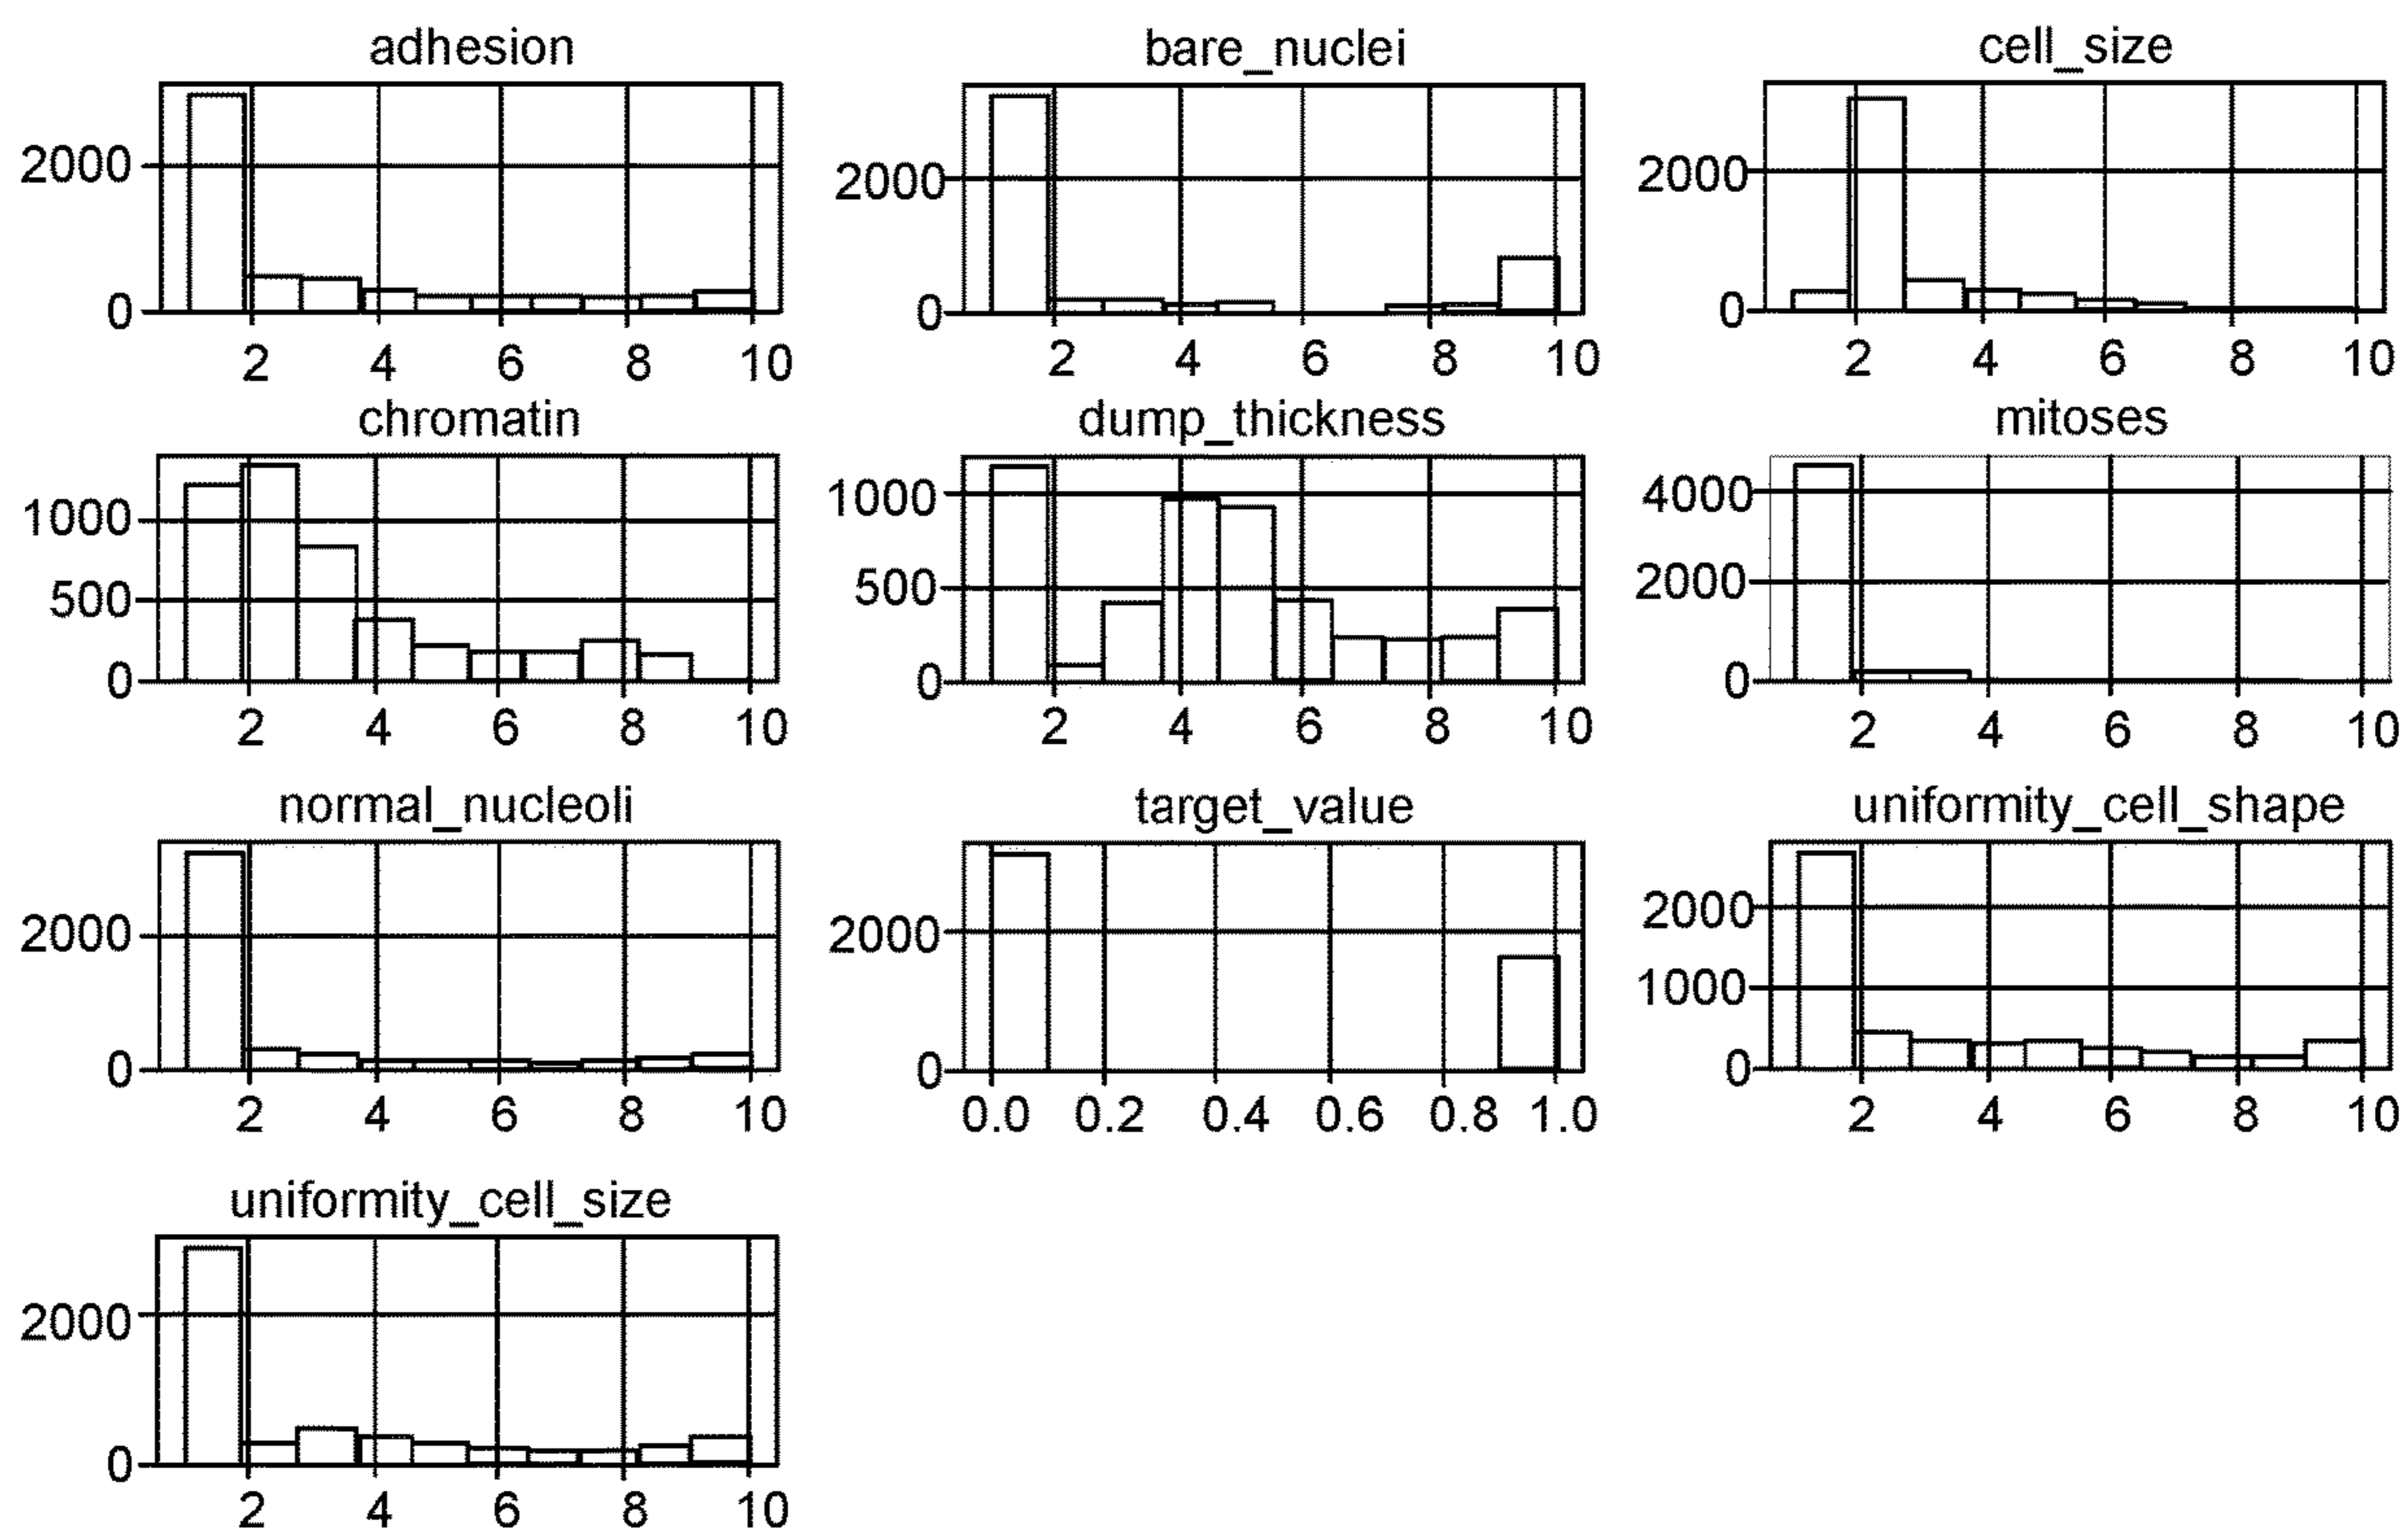 adhesion bare_nuclei cell_size
2000 2000 2000
0 0 0
2 4 6 8 10 2 4 6 8 10 2 4 6 8 10
chromatin dump_thickness mitoses
1000 1000 4000
500 500 2000
0 0 0
2 4 6 8 10 2 4 6 8 10 2 4 6 8 10
normal_nucleoli target_value uniformity_cell_shape
2000 2000 2000
1000
0 0 0
2 4 6 8 10 0.0 0.2 0.4 0.6 0.8 1.0 2 4 6 8 10
uniformity_cell_size
2000
0
2 4 6 8 10